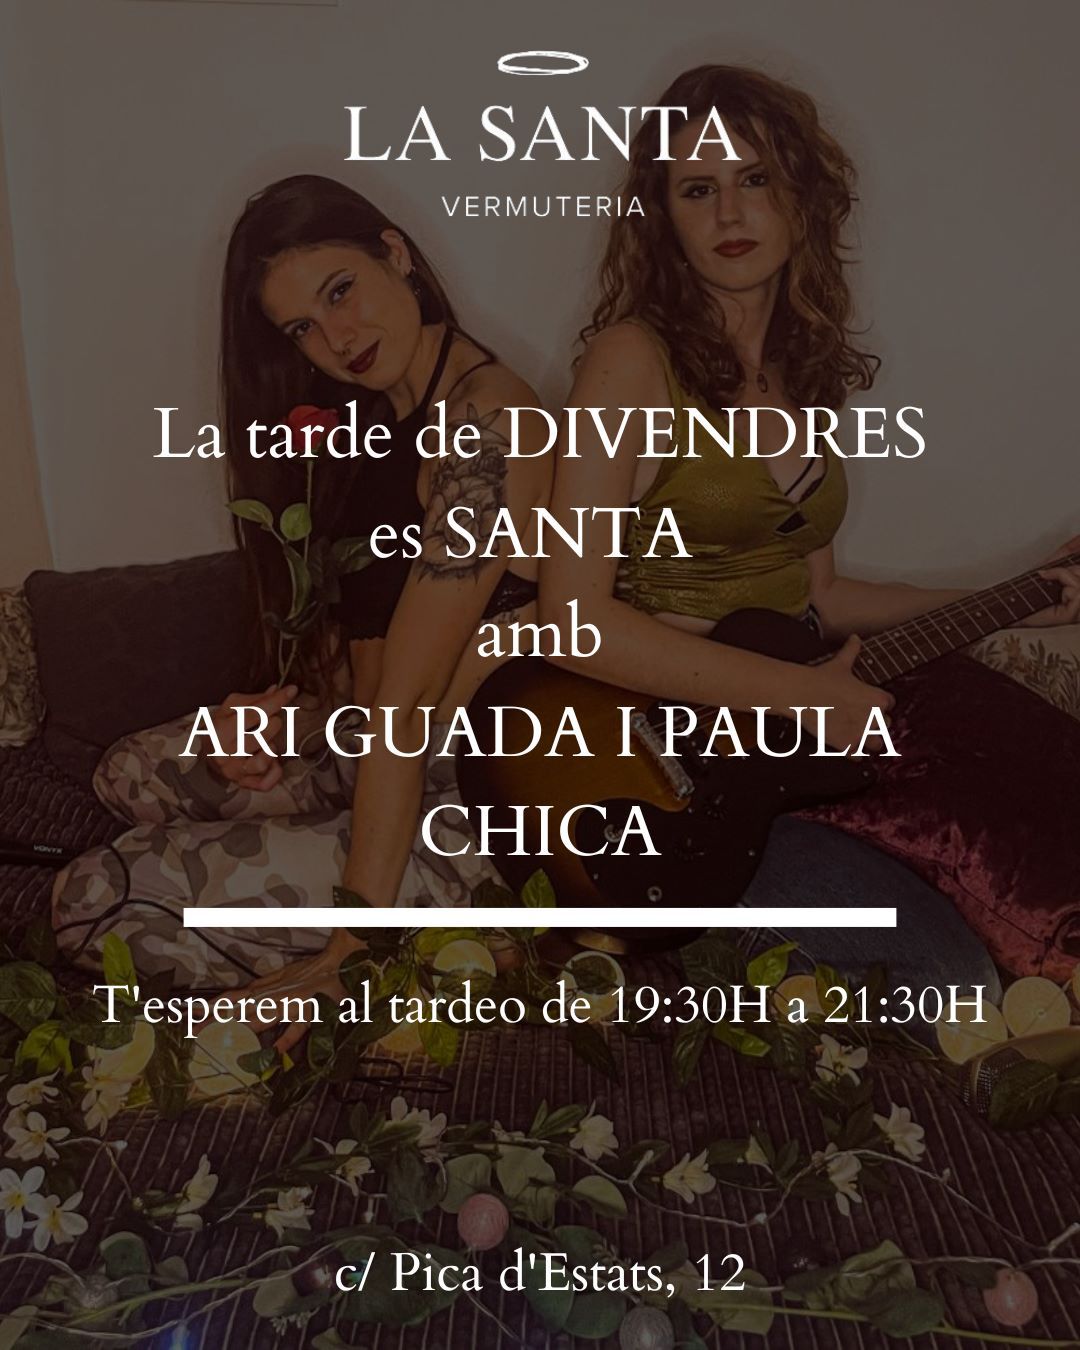 LA SANTA
VERMUTERIA
La tarde de DIVENDRES
es SANTA
amb
ARI GUADA I PAULA
CHICA
VONYX
T'esperem al tardeo de 19:30H a 21:30H
c/ Pica d'Estats, 12